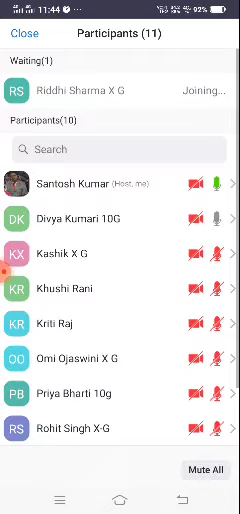 11:44
92%
Close Participants (11)
Waiting(1)
RS Riddhi Sharma X G Joining...
Participants(10)
Search
Santosh Kumar (Host, me)
DK Divya Kumari 10G
KX Kashik X G
KR Khushi Rani
KR Kriti Raj
OO Omi Ojaswini X G
PB Priya Bharti 10g
RS Rohit Singh X-G
Mute All